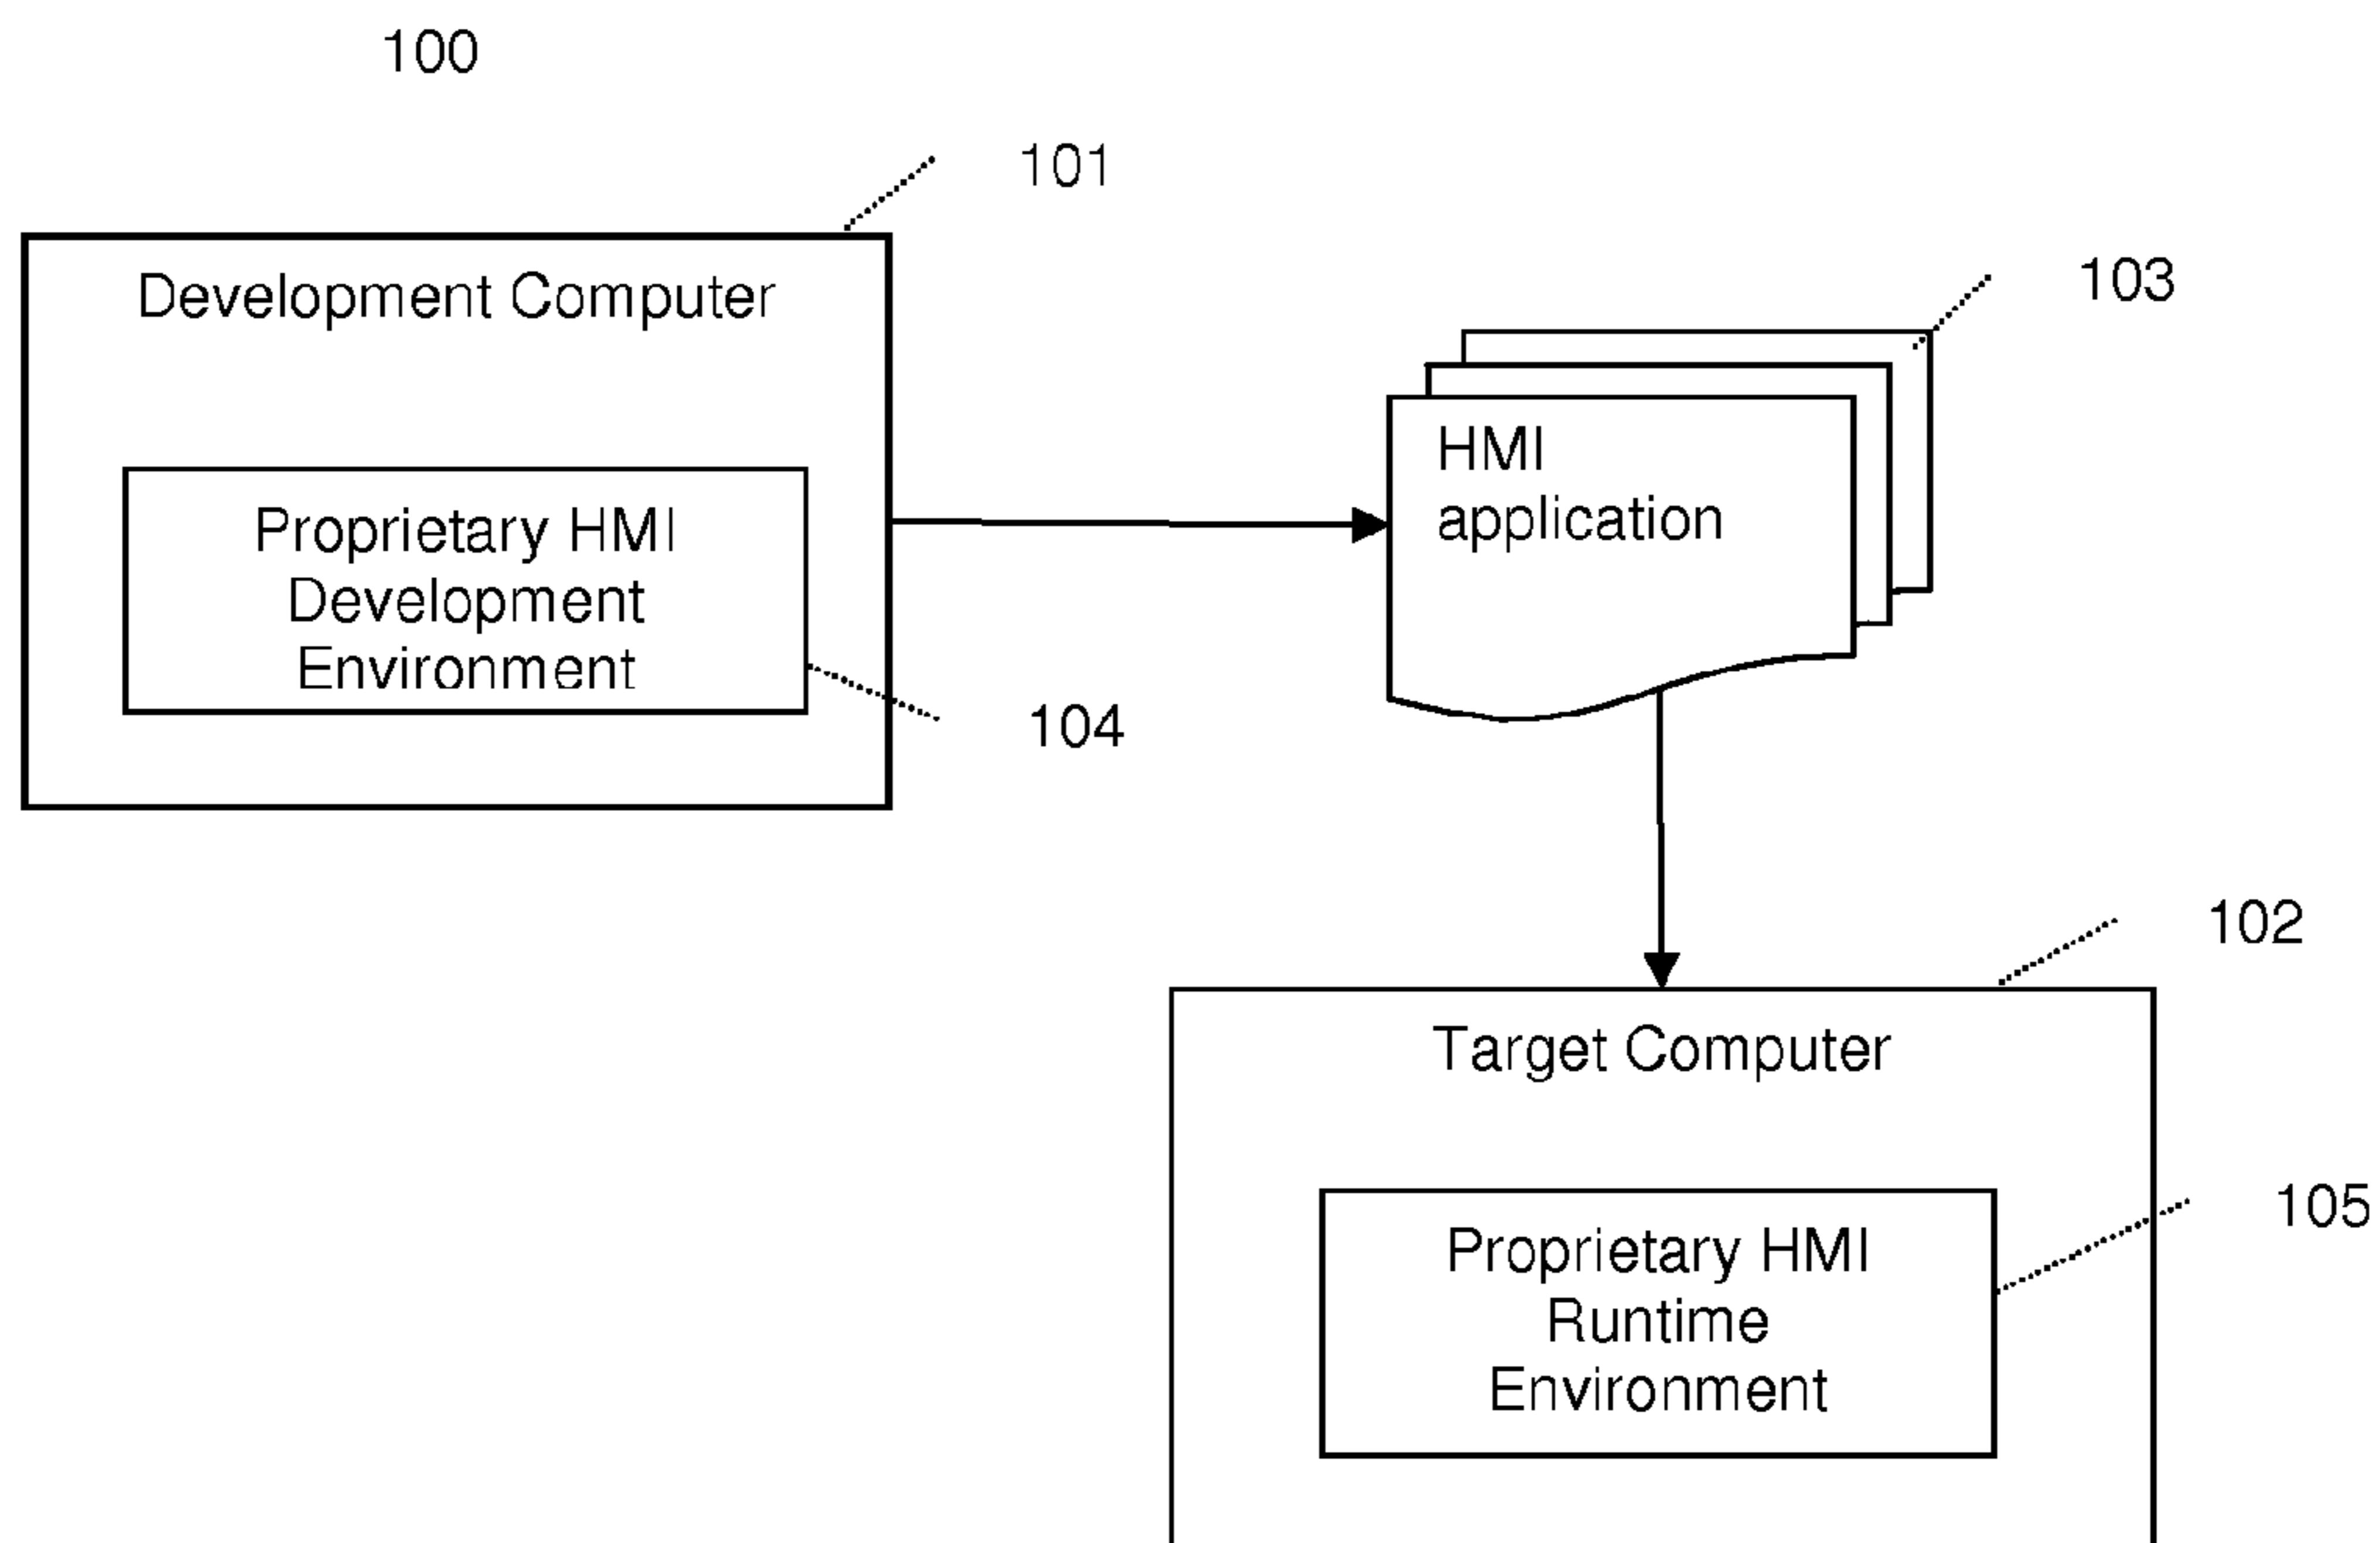 100
101
Development Computer
103
HMI
application
Proprietary HMI
Development
Environment
104
102
Target Computer
105
Proprietary HMI
Runtime
Environment